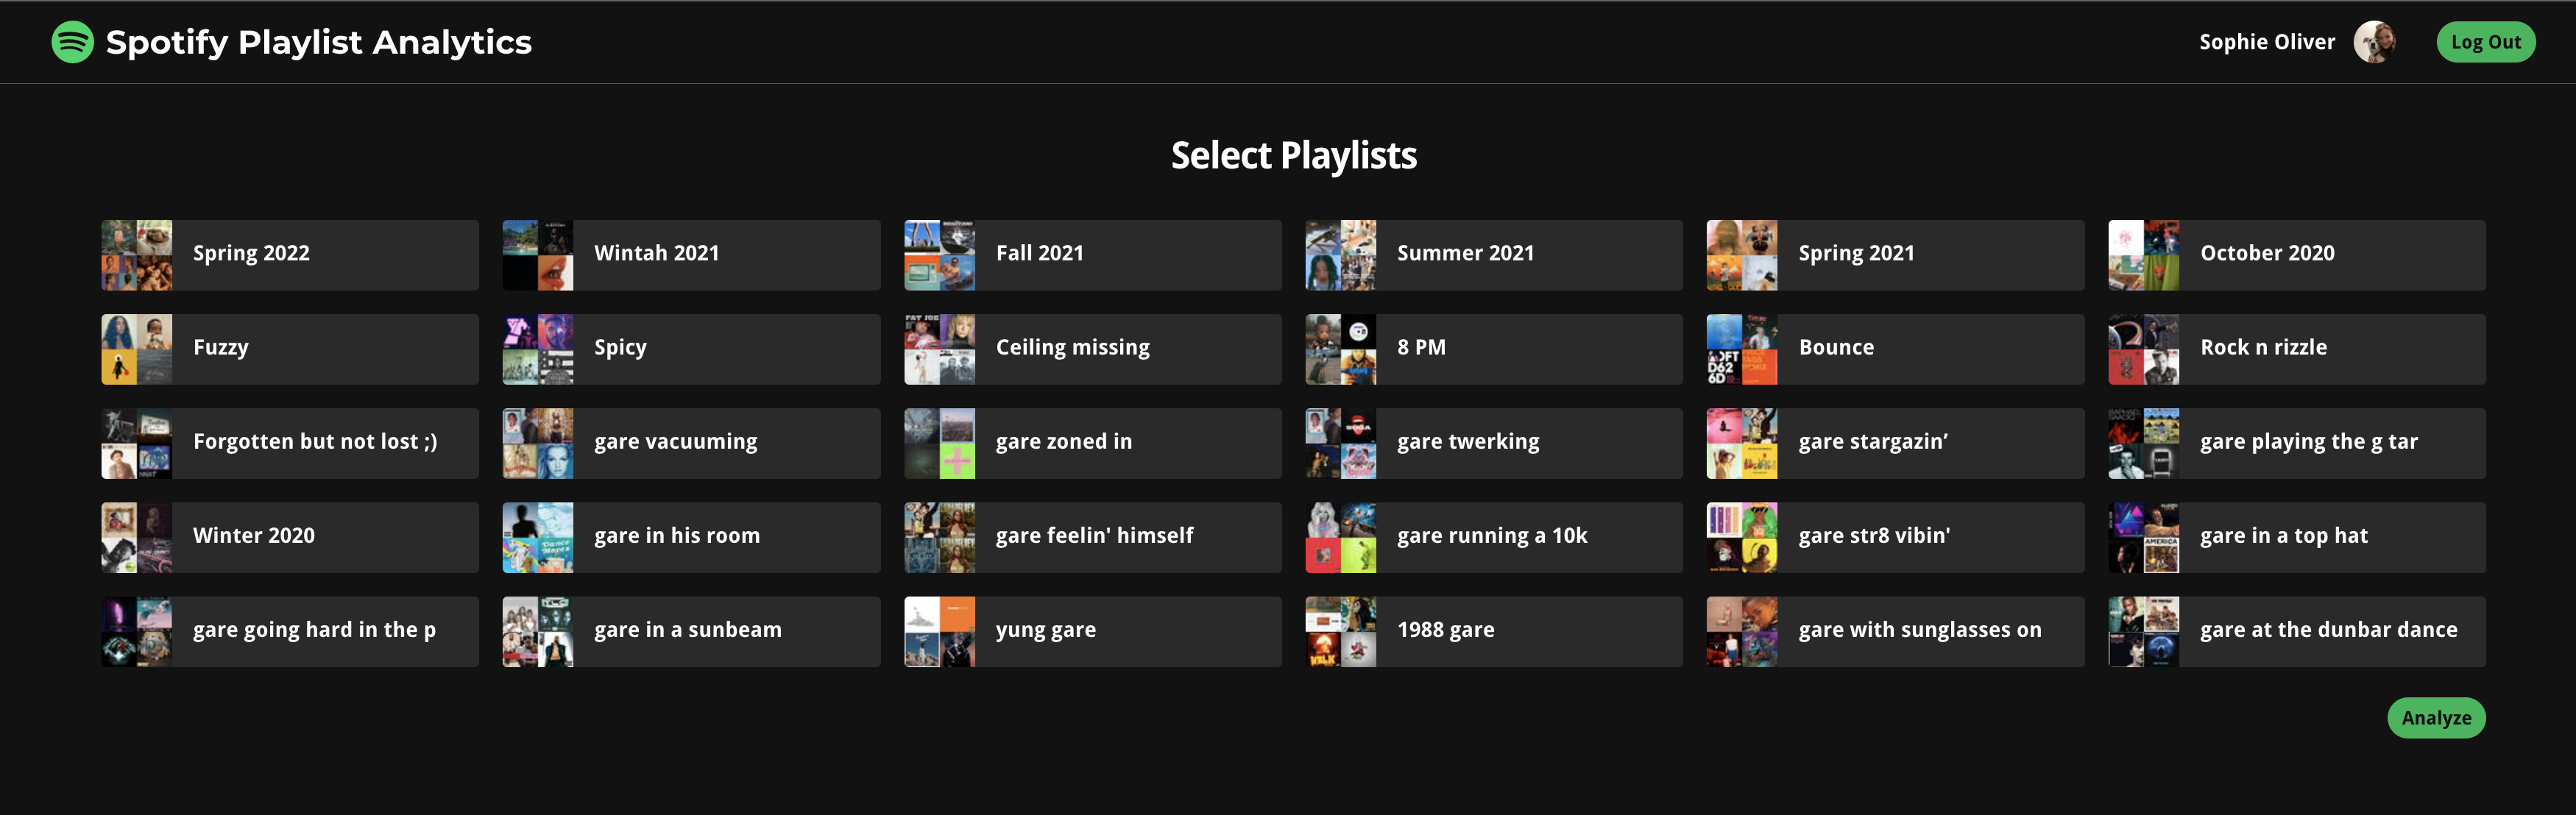 Spotify Playlist Analytics
Sophie Oliver
Log Out
Select Playlists
Spring 2022
Wintah 2021
Fall 2021
Summer 2021
Spring 2021
October 2020
Fuzzy
Spicy
Ceiling missing
8 PM
Bounce
Rock n rizzle
Forgotten but not lost ;)
gare vacuuming
gare zoned in
gare twerking
gare stargazin’
gare playing the g tar
Winter 2020
gare in his room
gare feelin' himself
gare running a 10k
gare str8 vibin'
gare in a top hat
gare going hard in the p
gare in a sunbeam
yung gare
1988 gare
gare with sunglasses on
gare at the dunbar dance
Analyze